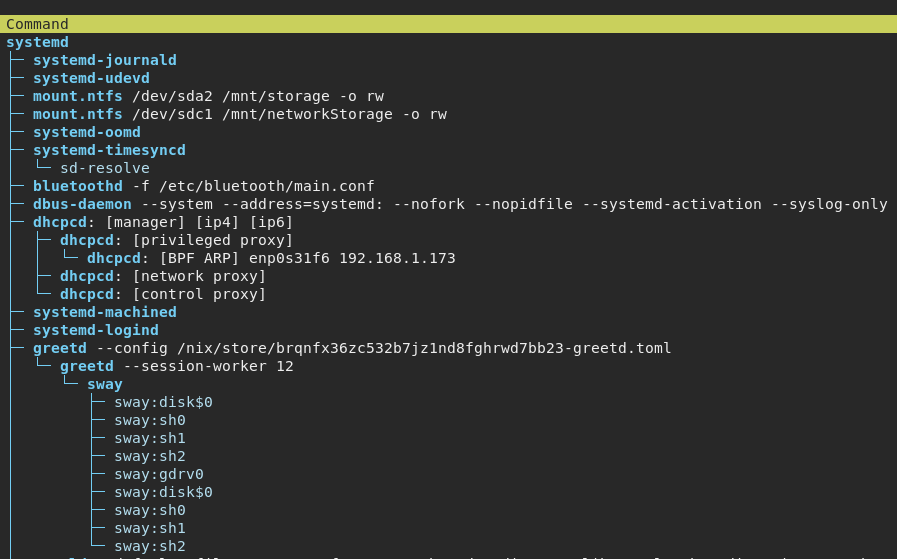 Command
systemd
systemd-journald
systemd-udevd
mount.ntfs /dev/sda2 /mnt/storage -o rw
mount.ntfs /dev/sdc1 /mnt/networkStorage -o rw
systemd-oomd
systemd-timesyncd
sd-resolve
bluetoothd -f /etc/bluetooth/main.conf
dbus-daemon --system --address=systemd: --nofork --nopidfile --systemd-activation --syslog-only
dhcpcd: [manager] [ip4] [ip6]
dhcpcd: [privileged proxy]
dhcpcd: [BPF ARP] enp0s31f6 192.168.1.173
dhcpcd: [network proxy]
dhcpcd: [control proxy]
systemd-machined
systemd-logind
greetd --config /nix/store/brqnfx36zc532b7jz1nd8fghrwd7bb23-greetd.toml
greetd --session-worker 12
sway
sway:disk$0
sway:sh0
sway:sh1
sway:sh2
sway:gdrv0
sway:disk$0
sway:sh0
sway:sh1
sway:sh2